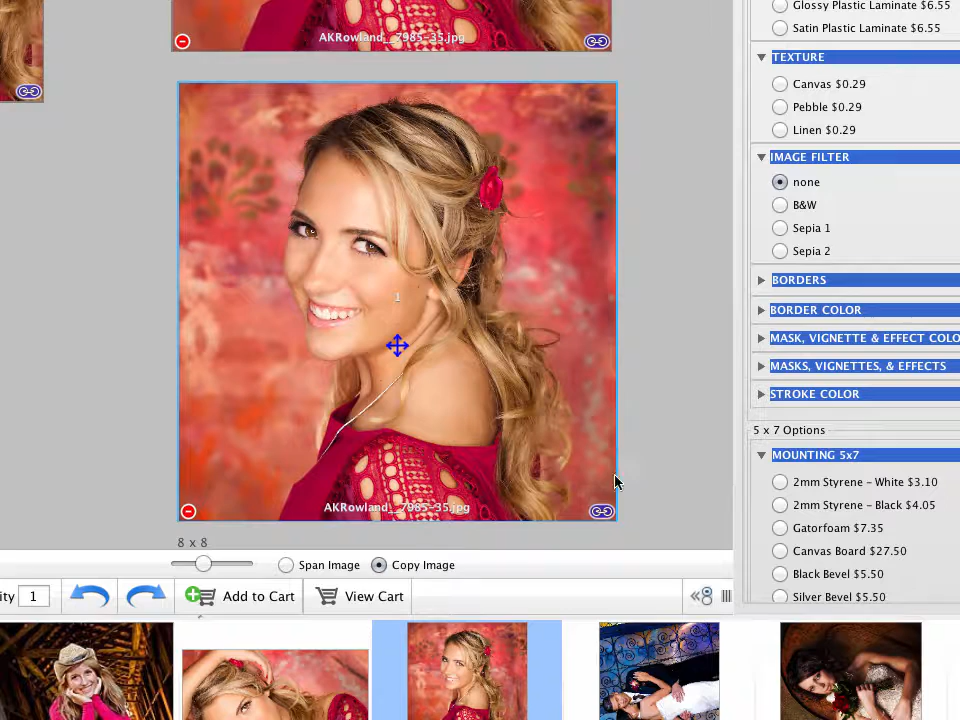 AKRowland__7985-35.jpg
1
AKRowland__7985-35.jpg
8 x 8
Span Image
Copy Image
ity 1
Add to Cart
View Cart
Glossy Plastic Laminate $6.55
Satin Plastic Laminate $6.55
TEXTURE
Canvas $0.29
Pebble $0.29
Linen $0.29
IMAGE FILTER
none
B&W
Sepia 1
Sepia 2
BORDERS
BORDER COLOR
MASK, VIGNETTE & EFFECT COLO
MASKS, VIGNETTES, & EFFECTS
STROKE COLOR
5 x 7 Options
MOUNTING 5x7
2mm Styrene - White $3.10
2mm Styrene - Black $4.05
Gatorfoam $7.35
Canvas Board $27.50
Black Bevel $5.50
Silver Bevel $5.50